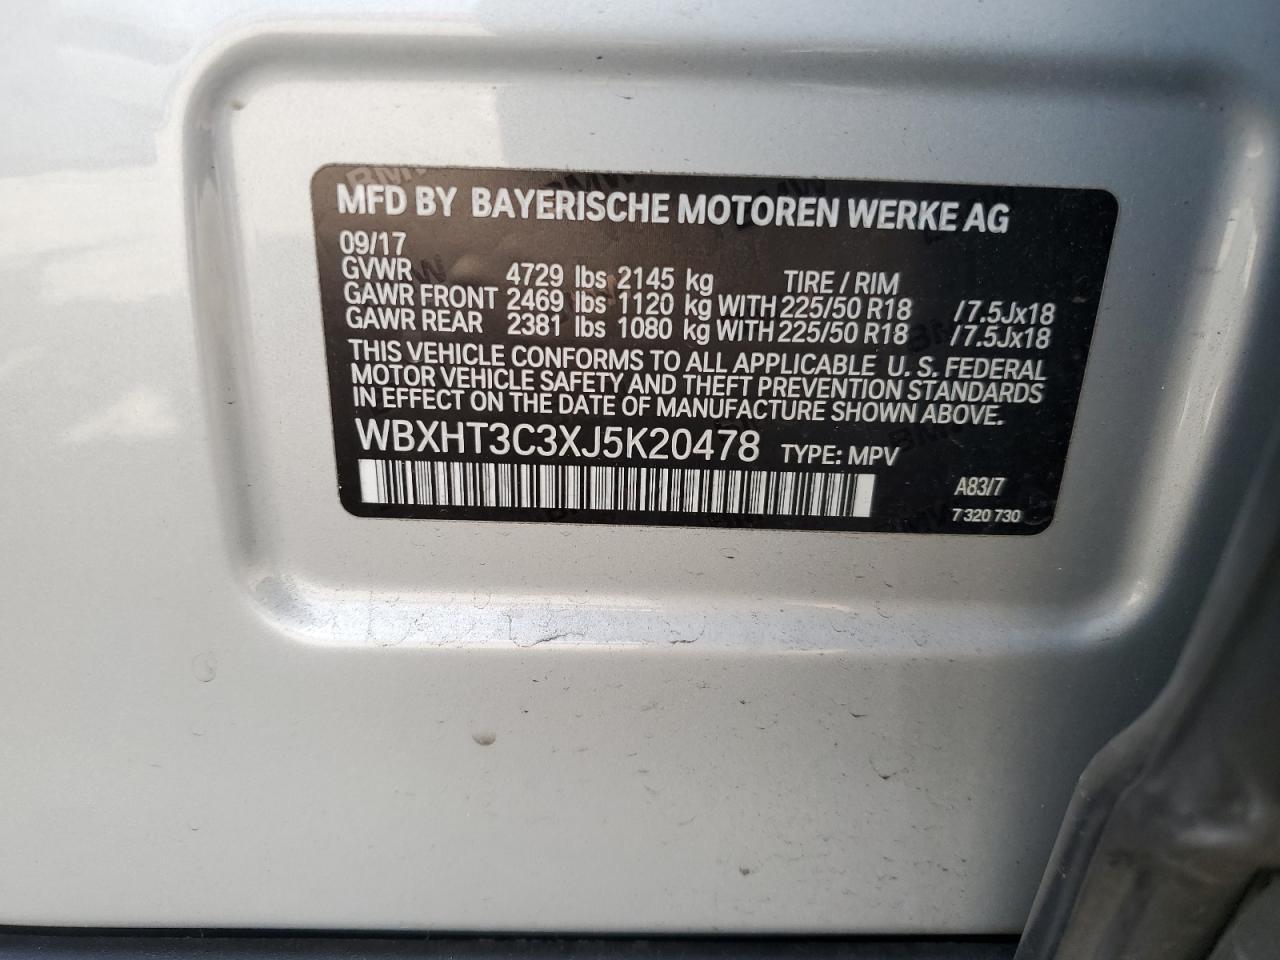 MFD BY BAYERISCHE MOTOREN WERKE AG
09/17
GVWR 4729 lbs 2145 kg TIRE / RIM
GAWR FRONT 2469 lbs 1120 kg WITH 225/50 R18 /7.5Jx18
GAWR REAR 2381 lbs 1080 kg WITH 225/50 R18 /7.5Jx18
THIS VEHICLE CONFORMS TO ALL APPLICABLE U. S. FEDERAL
MOTOR VEHICLE SAFETY AND THEFT PREVENTION STANDARDS
IN EFFECT ON THE DATE OF MANUFACTURE SHOWN ABOVE.
WBXHT3C3XJ5K20478 TYPE: MPV
A83/7
7 320 730